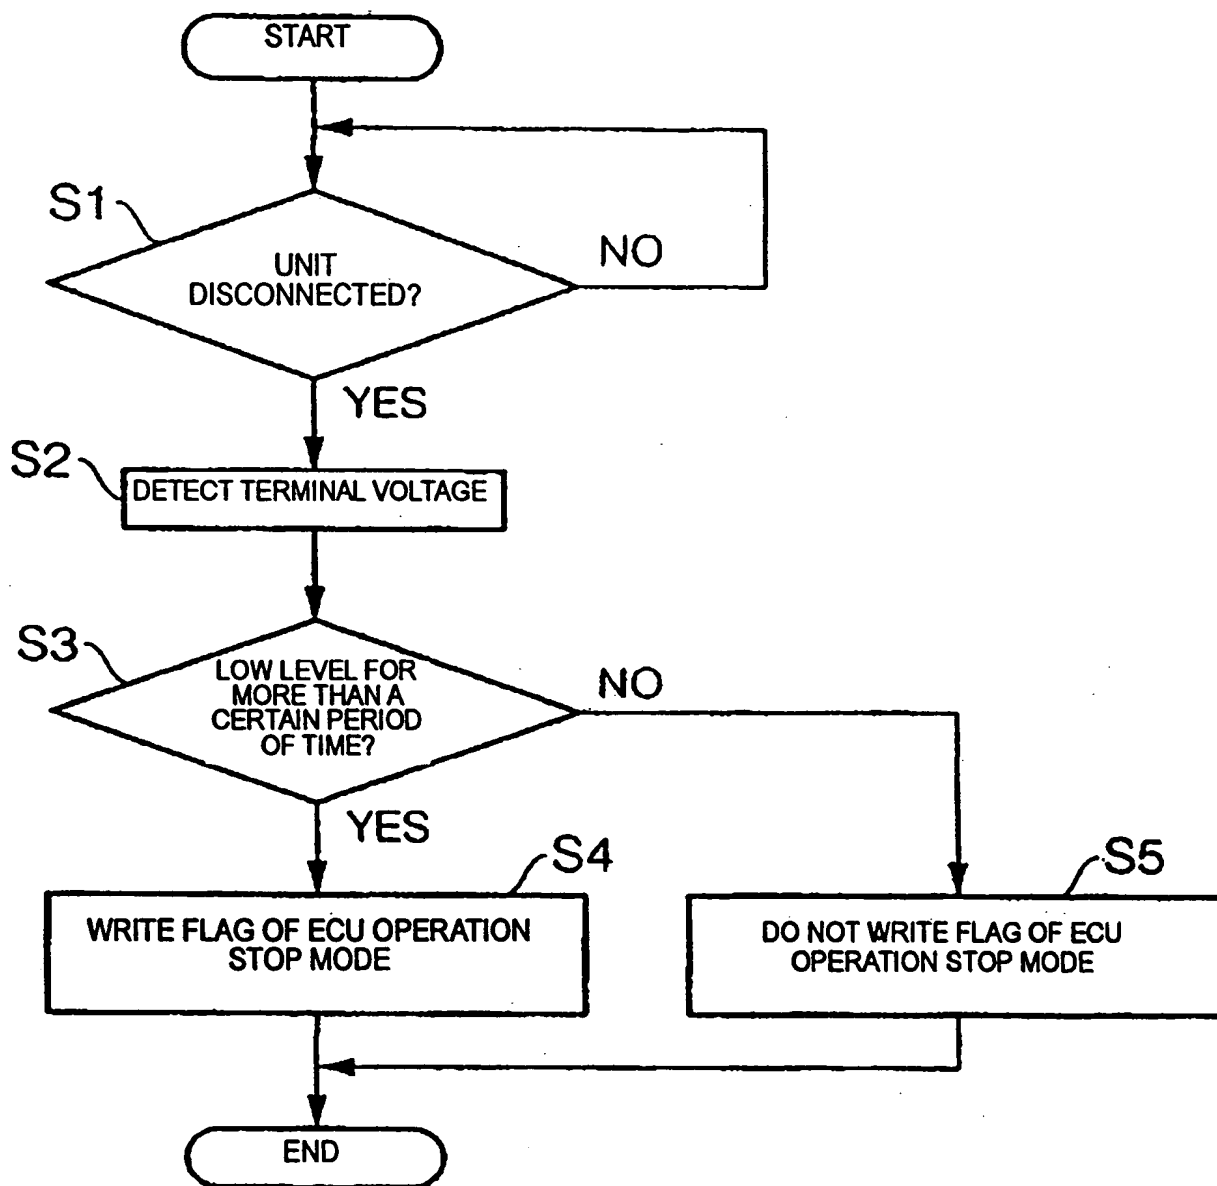 START
S1
UNIT
DISCONNECTED?
NO
YES
S2
DETECT TERMINAL VOLTAGE
S3
LOW LEVEL FOR
MORE THAN A
CERTAIN PERIOD
OF TIME?
NO
YES
S4
WRITE FLAG OF ECU OPERATION
STOP MODE
S5
DO NOT WRITE FLAG OF ECU
OPERATION STOP MODE
END